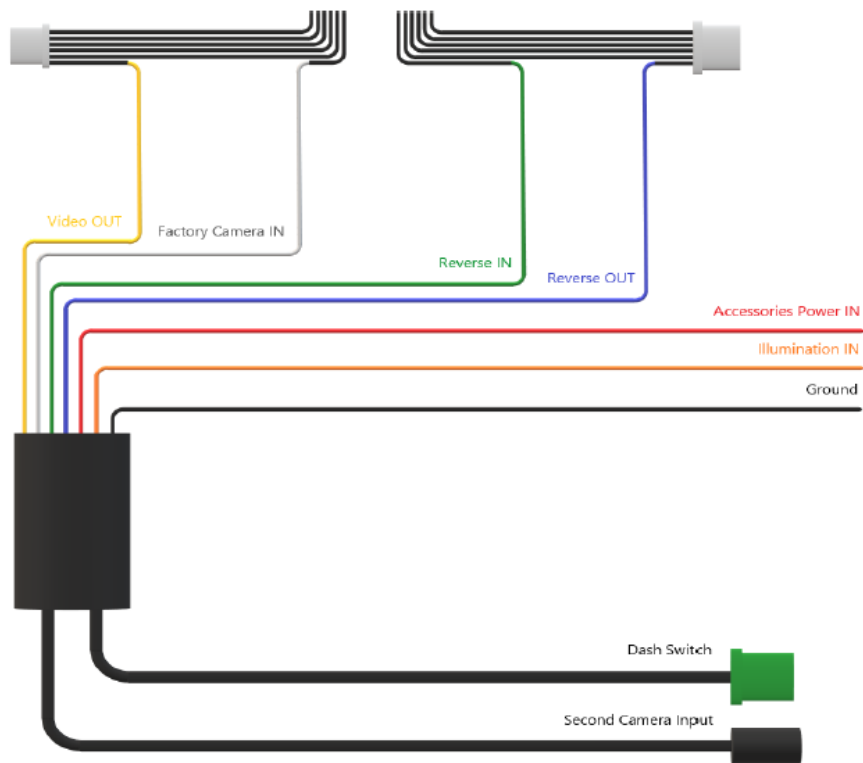 Video OUT
Factory Camera IN
Reverse IN
Reverse OUT
Accessories Power IN
Illumination IN
Ground
Dash Switch
Second Camera Input